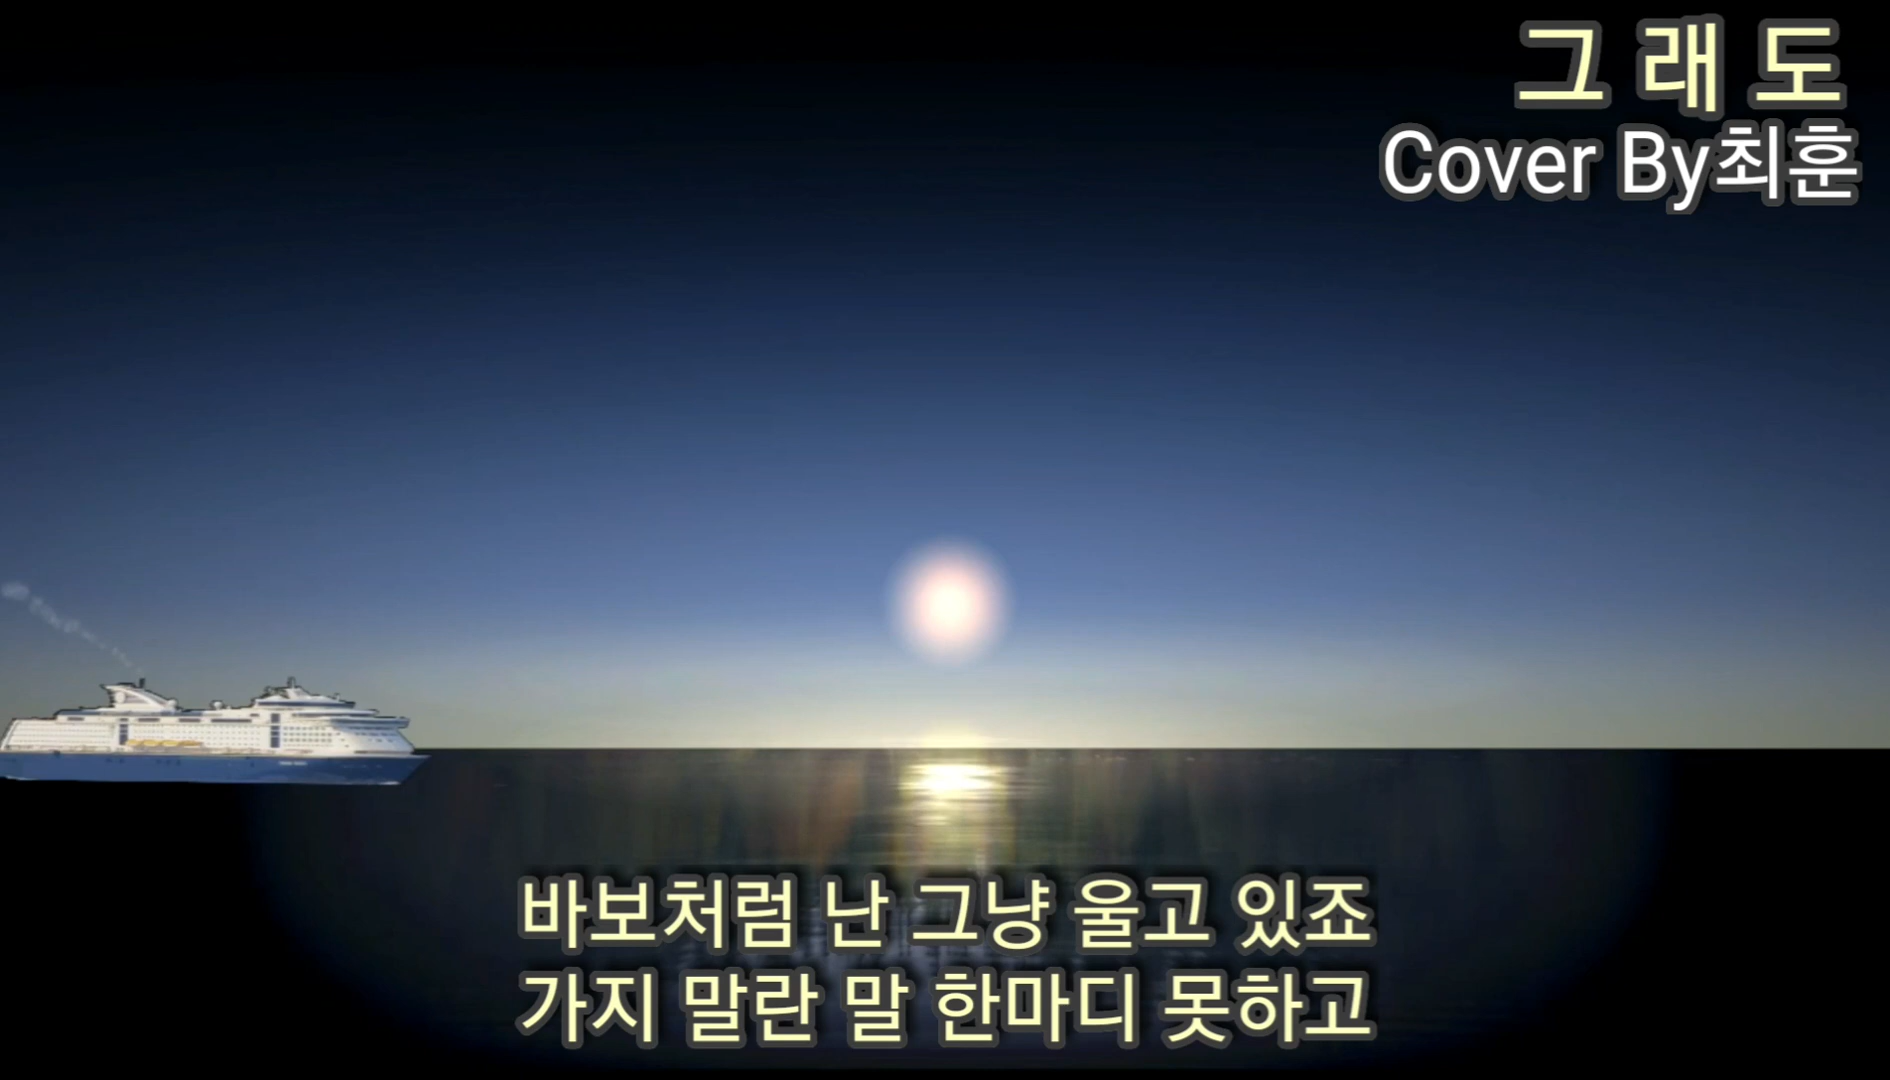 그 래 도
Cover By최훈
바보처럼 난 그냥 울고 있죠
가지 말란 말 한마디 못하고